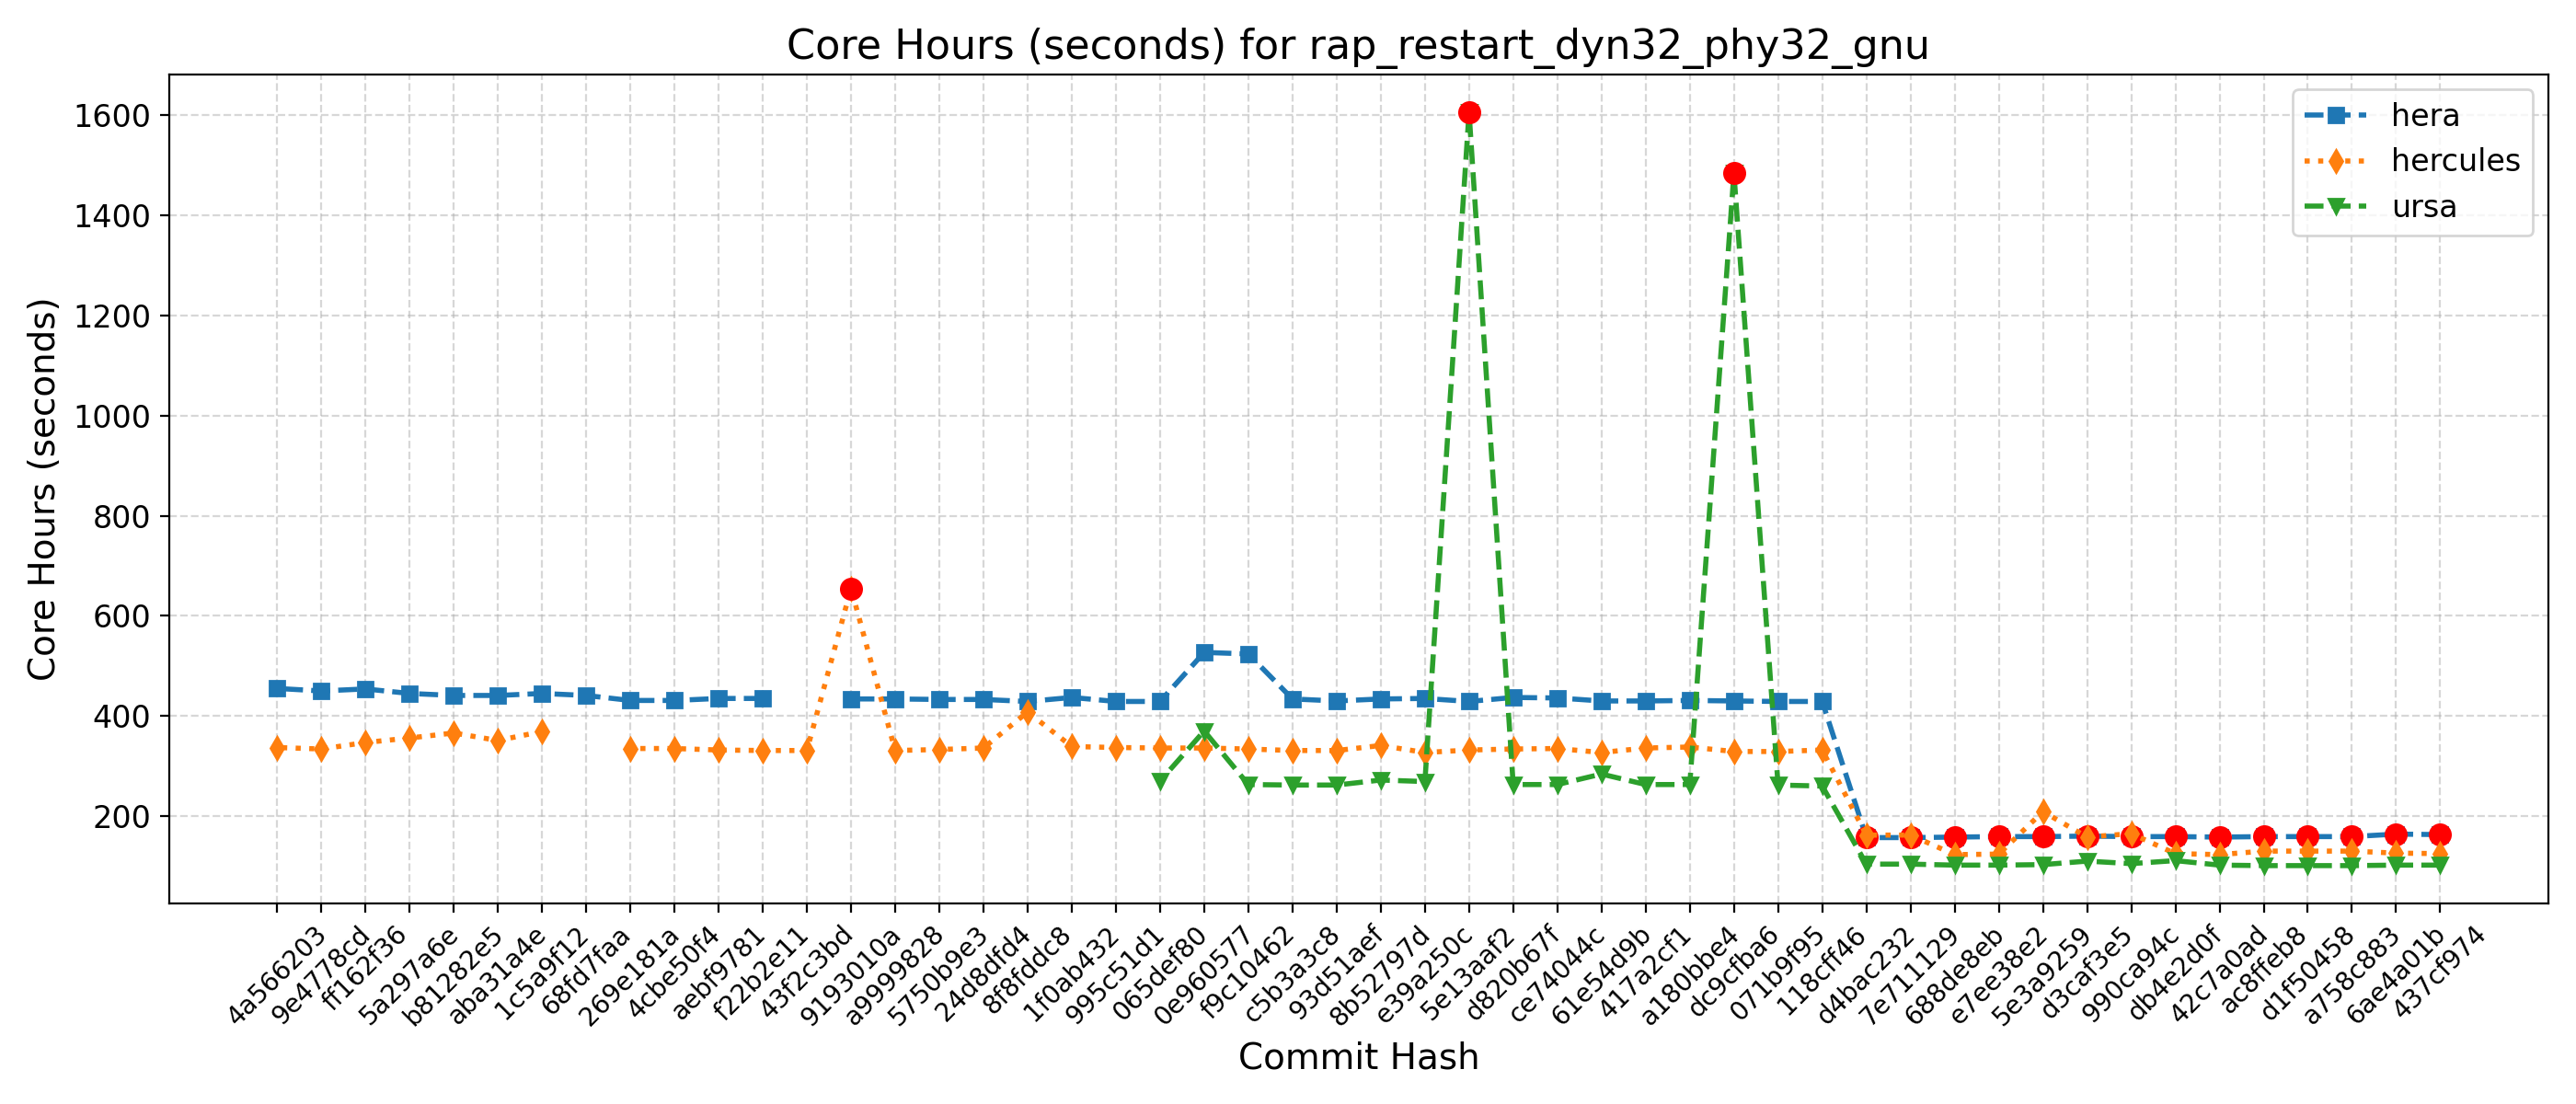 Core Hours (seconds) for rap_restart_dyn32_phy32_gnu
Core Hours (seconds)
1600
1400
1200
1000
800
600
400
200
hera
hercules
ursa
4a566203
9e4778cd
ff162f36
5a297a6e
b81282e5
aba31a4e
1c5a9f12
68fd7faa
269e181a
4cbe50f4
aebf9781
f22b2e11
43f2c3bd
9193010a
a9999828
5750b9e3
24d8dfd4
8f8fddc8
1f0ab432
995c51d1
065def80
0e960577
f9c10462
c5b3a3c8
93d51aef
8b52797d
e39a250c
5e13aaf2
d820b67f
ce74044c
61e54d9b
417a2cf1
a180bbe4
dc9cfba6
071b9f95
118cff46
d4bac232
7e711129
688de8eb
e7ee38e2
5e3a9259
d3caf3e5
990ca94c
db4e2d0f
42c7a0ad
ac8ffeb8
d1f50458
a758c883
6ae4a01b
437cf974
Commit Hash